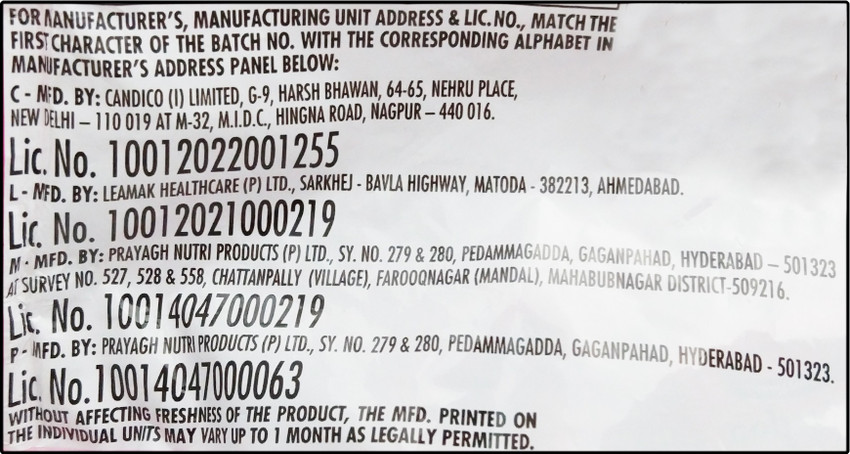 FOR MANUFACTURER'S, MANUFACTURING UNIT ADDRESS & LIC. NO., MATCH THE
FIRST CHARACTER OF THE BATCH NO. WITH THE CORRESPONDING ALPHABET IN
MANUFACTURER'S ADDRESS PANEL BELOW:
C - MFD. BY: CANDICO (I) LIMITED, G-9, HARSH BHAWAN, 64-65, NEHRU PLACE,
NEW DELHI – 110 019 AT M-32, M.I.D.C., HINGNA ROAD, NAGPUR – 440 016.
Lic. No. 10012022001255
L - MFD. BY: LEAMAK HEALTHCARE (P) LTD., SARKHEJ - BAVLA HIGHWAY, MATODA - 382213, AHMEDABAD.
Lic. No. 10012021000219
M - MFD. BY: PRAYAGH NUTRI PRODUCTS (P) LTD., SY. NO. 279 & 280, PEDAMMAGADDA, GAGANPAHAD, HYDERABAD – 501323
AT SURVEY NO. 527, 528 & 558, CHATTANPALLY (VILLAGE), FAROOQNAGAR (MANDAL), MAHABUBNAGAR DISTRICT-509216.
Lic. No. 10014047000219
P - MFD. BY: PRAYAGH NUTRI PRODUCTS (P) LTD., SY. NO. 279 & 280, PEDAMMAGADDA, GAGANPAHAD, HYDERABAD - 501323.
Lic. No. 10014047000063
WITHOUT AFFECTING FRESHNESS OF THE PRODUCT, THE MFD. PRINTED ON
THE INDIVIDUAL UNITS MAY VARY UP TO 1 MONTH AS LEGALLY PERMITTED.